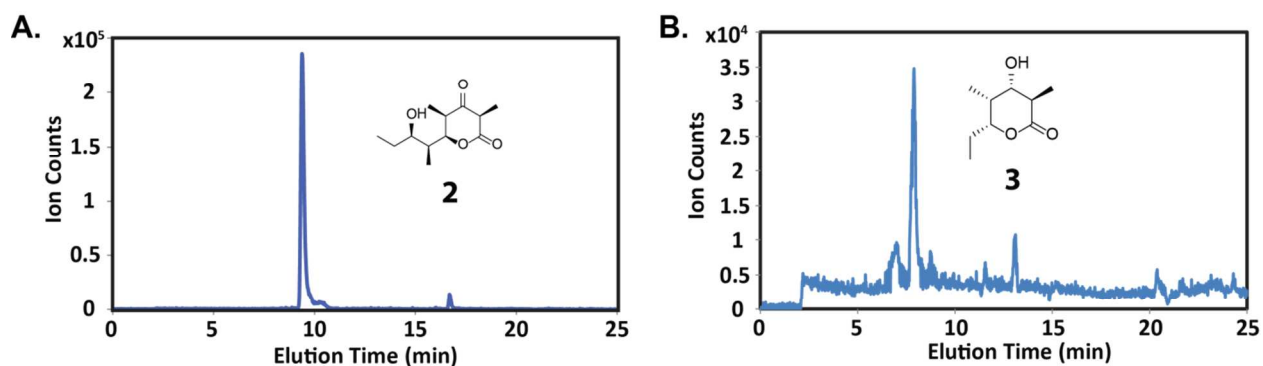 A.
x10⁵
2
1.5
1
0.5
0
Ion Counts
0 5 10 15 20 25
Elution Time (min)
OH
O
O
O
2
B.
x10⁴
3.5
3
2.5
2
1.5
1
0.5
0
Ion Counts
0 5 10 15 20 25
Elution Time (min)
OH
O
O
3